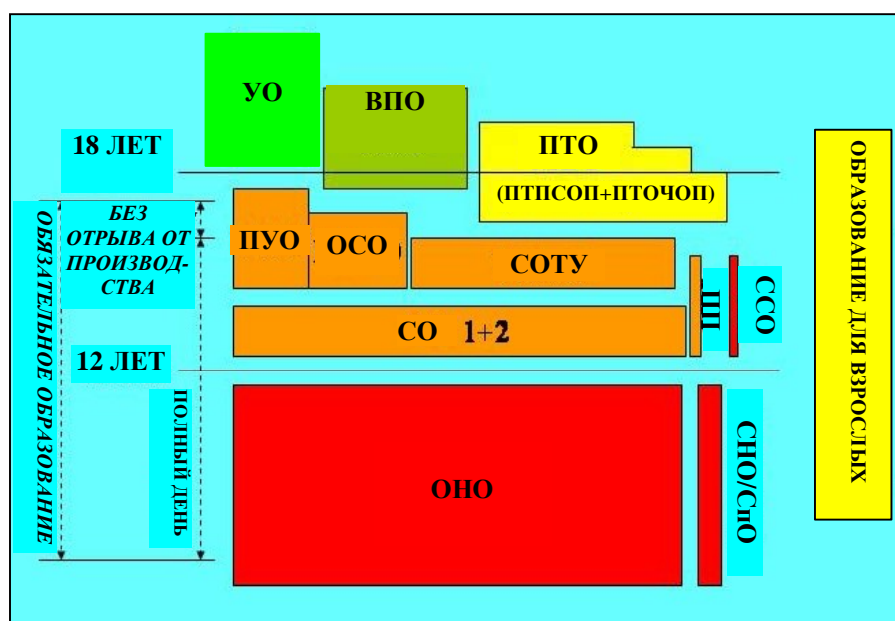 УО
ВПО
18 ЛЕТ
ПТО
(ПТПСОП+ПТОЧОП)
БЕЗ
ОТРЫВА ОТ
ПРОИЗВОД-
СТВА
ПУО
ОСО
СОТУ
ПП
ССО
СО 1+2
12 ЛЕТ
ОБЯЗАТЕЛЬНОЕ ОБРАЗОВАНИЕ
ПОЛНЫЙ ДЕНЬ
ОНО
СНО/СпО
ОБРАЗОВАНИЕ ДЛЯ ВЗРОСЛЫХ